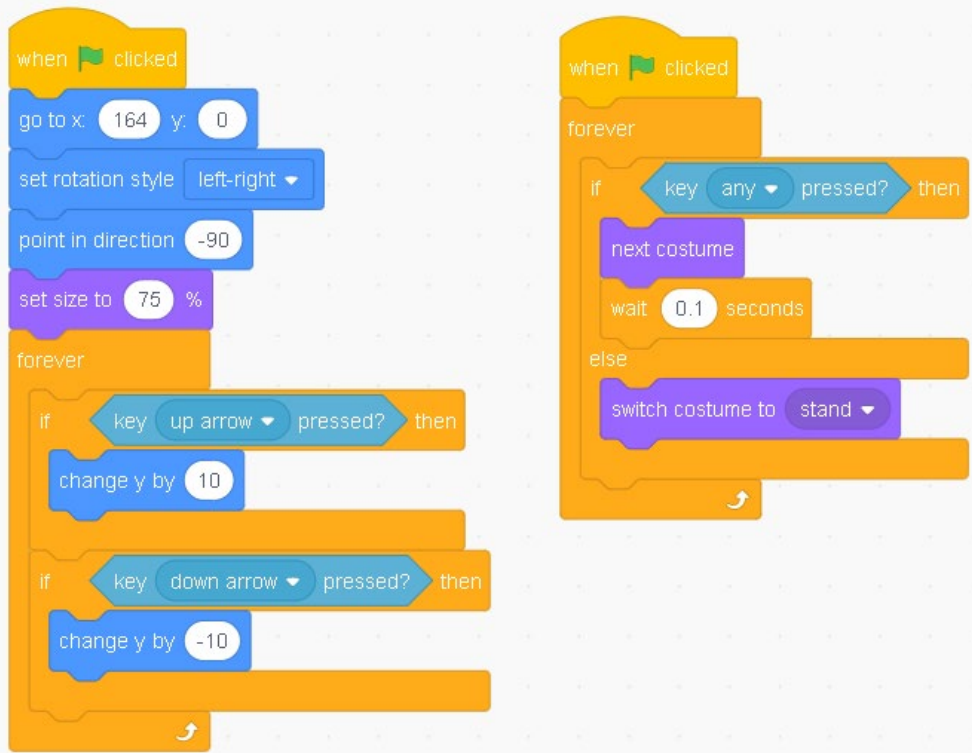 when clicked
go to x: 164 y: 0
set rotation style left-right
point in direction -90
set size to 75 %
forever
if key up arrow pressed? then
change y by 10
if key down arrow pressed? then
change y by -10
when clicked
forever
if key any pressed? then
next costume
wait 0.1 seconds
else
switch costume to stand